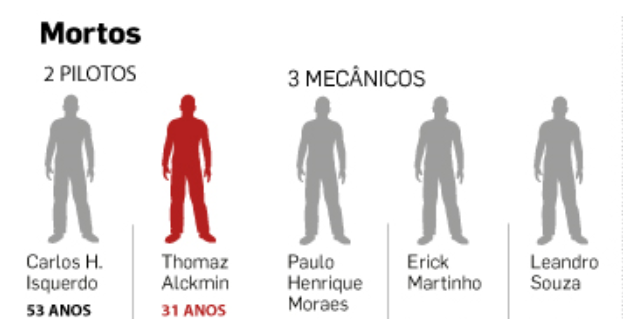 Mortos
2 PILOTOS
3 MECÂNICOS
Carlos H.
Isquerdo
53 ANOS
Thomaz
Alckmin
31 ANOS
Paulo
Henrique
Moraes
Erick
Martinho
Leandro
Souza